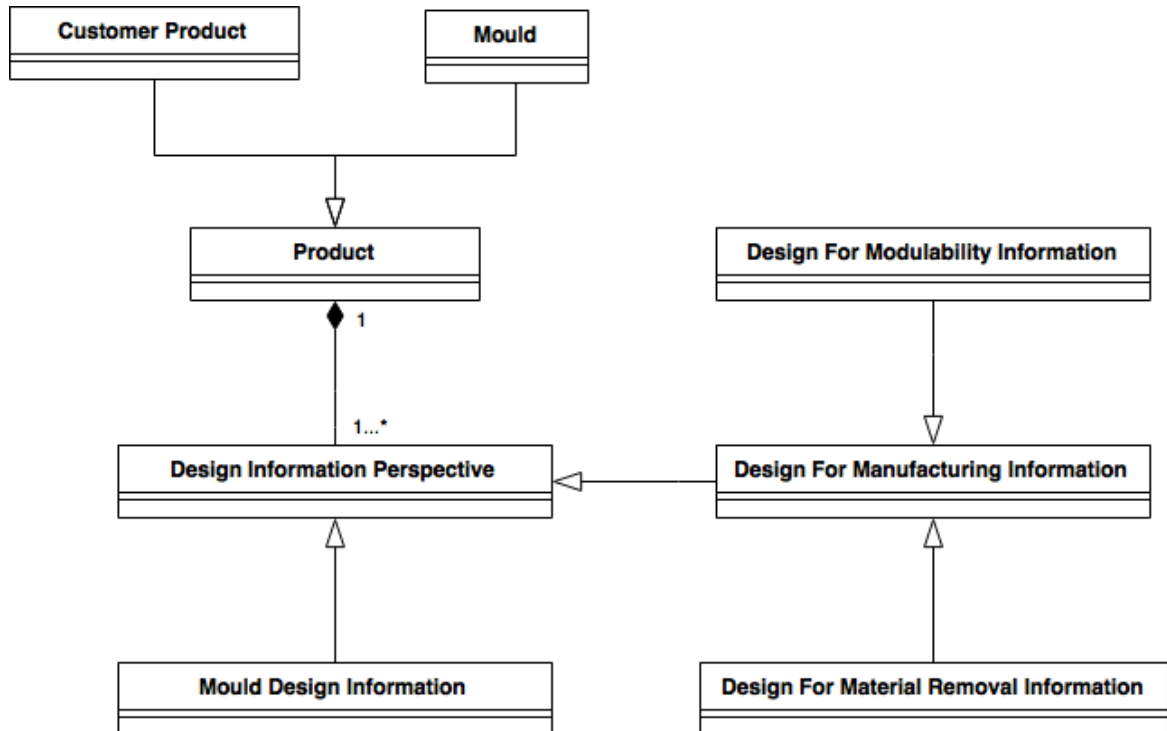 Customer Product
Mould
Product
Design For Modulability Information
1
1...*
Design Information Perspective
Design For Manufacturing Information
Mould Design Information
Design For Material Removal Information